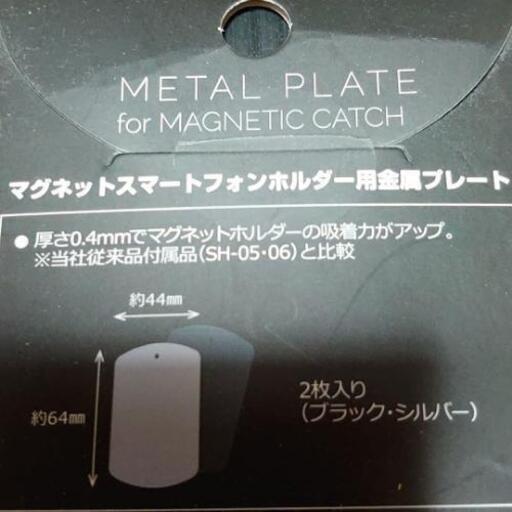 METAL PLATE
for MAGNETIC CATCH
マグネットスマートフォンホルダー用金属プレート
● 厚さ0.4mmでマグネットホルダーの吸着力がアップ。
※当社従来品付属品(SH-05・06)と比較
約44㎜
約64㎜
2枚入り
(ブラック・シルバー)